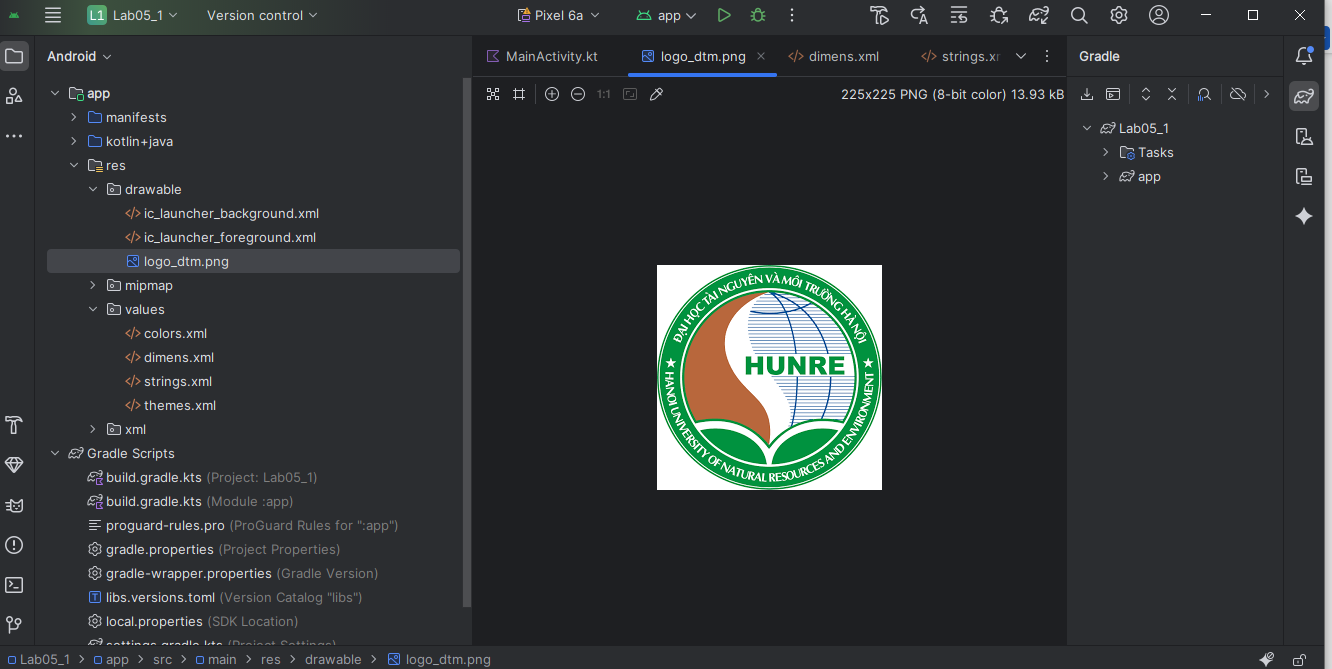 L1 Lab05_1 Version control Pixel 6a app
Android
MainActivity.kt logo_dtm.png dimens.xml strings.xr
Gradle
1:1 225x225 PNG (8-bit color) 13.93 kB
app
manifests
kotlin+java
res
drawable
ic_launcher_background.xml
ic_launcher_foreground.xml
logo_dtm.png
mipmap
values
colors.xml
dimens.xml
strings.xml
themes.xml
xml
Gradle Scripts
build.gradle.kts (Project: Lab05_1)
build.gradle.kts (Module :app)
proguard-rules.pro (ProGuard Rules for ":app")
gradle.properties (Project Properties)
gradle-wrapper.properties (Gradle Version)
libs.versions.toml (Version Catalog "libs")
local.properties (SDK Location)
settings.gradle.kts (Project Settings)
ĐẠI HỌC TÀI NGUYÊN VÀ MÔI TRƯỜNG HÀ NỘI
HUNRE
HANOI UNIVERSITY OF NATURAL RESOURCES AND ENVIRONMENT
Lab05_1
Tasks
app
Lab05_1 > app > src > main > res > drawable > logo_dtm.png